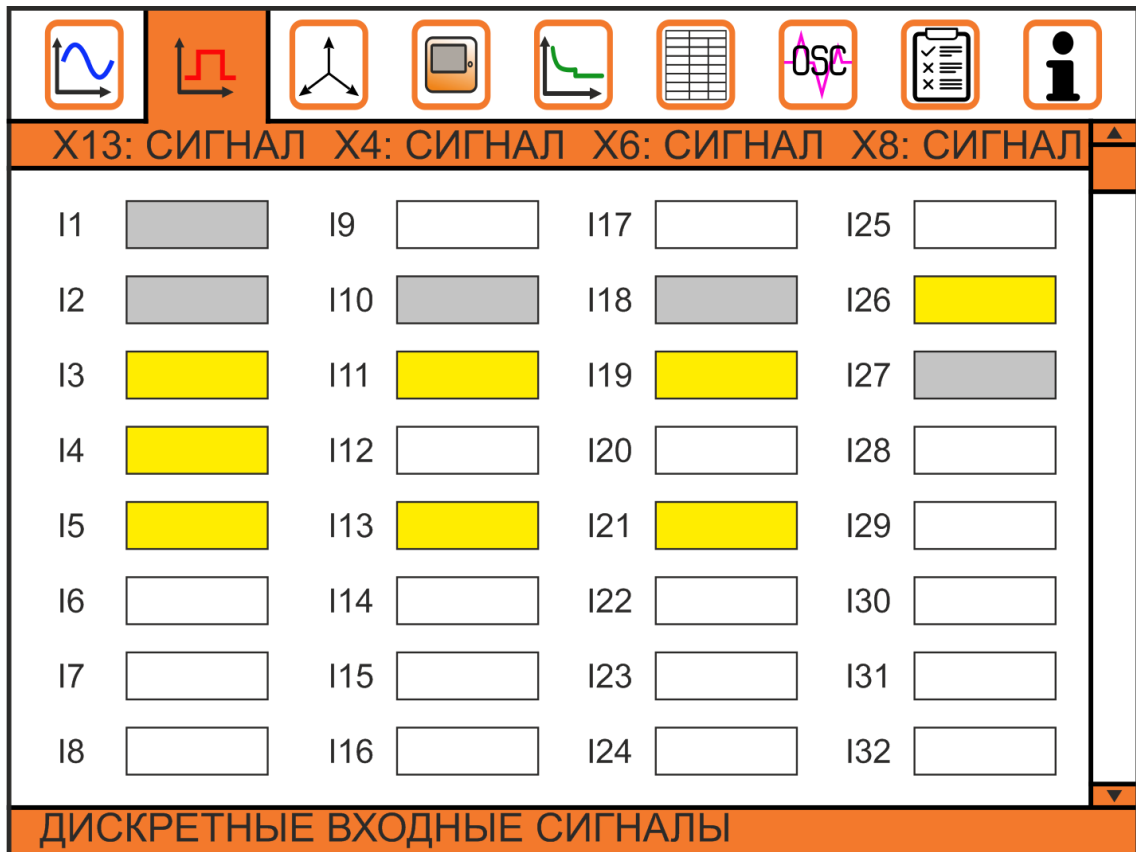 OSC
X13: СИГНАЛ X4: СИГНАЛ X6: СИГНАЛ X8: СИГНАЛ
I1 I9 I17 I25
I2 I10 I18 I26
I3 I11 I19 I27
I4 I12 I20 I28
I5 I13 I21 I29
I6 I14 I22 I30
I7 I15 I23 I31
I8 I16 I24 I32
ДИСКРЕТНЫЕ ВХОДНЫЕ СИГНАЛЫ